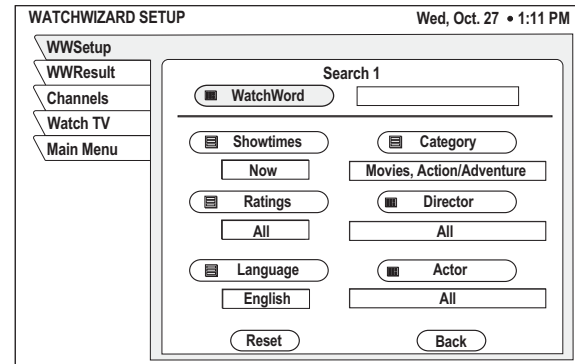 WATCHWIZARD SETUP Wed, Oct. 27 • 1:11 PM
WWSetup
WWResult
Channels
Watch TV
Main Menu
Search 1
WatchWord
Showtimes Category
Now Movies, Action/Adventure
Ratings Director
All All
Language Actor
English All
Reset Back